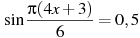 sin π(4x+3)/6 = 0,5